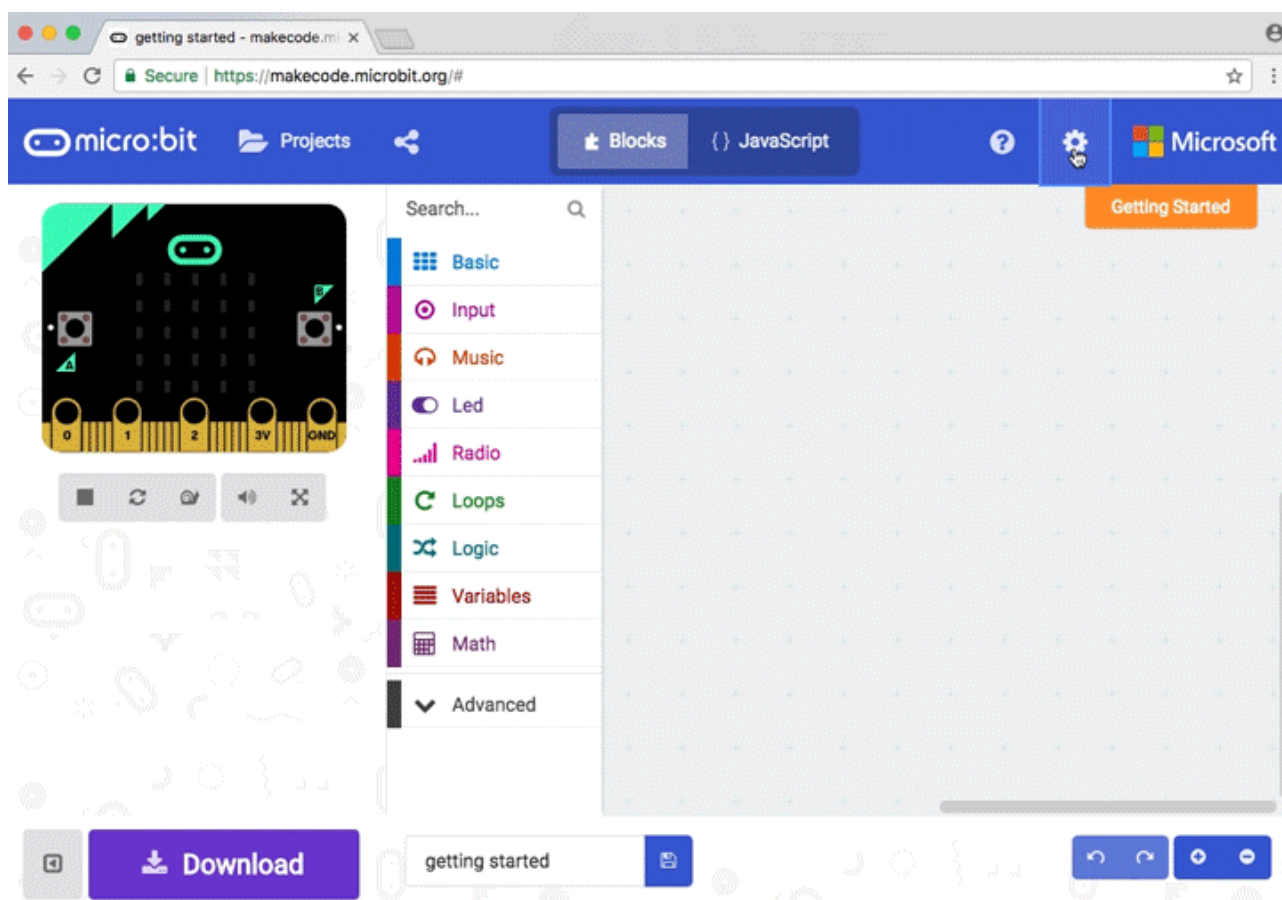 getting started - makecode.mi
Secure | https://makecode.microbit.org/#
micro:bit
Projects
Blocks
{} JavaScript
Microsoft
Search...
Getting Started
Basic
Input
Music
Led
Radio
Loops
Logic
Variables
Math
Advanced
A
B
0 1 2 3V GND
Download
getting started